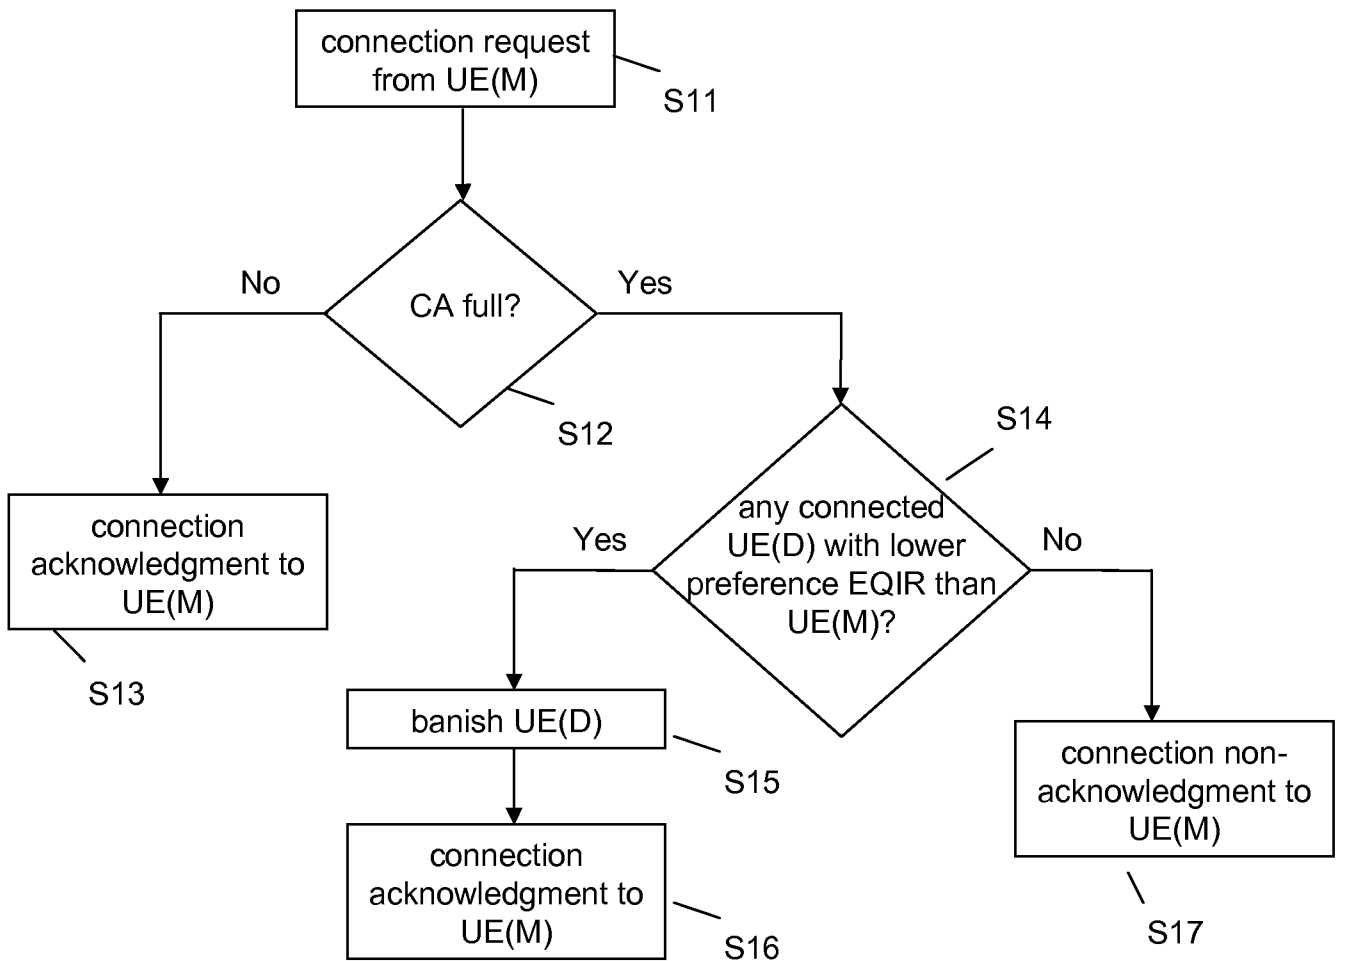 connection request
from UE(M)
S11
No
Yes
CA full?
S12
S14
connection
acknowledgment to
UE(M)
S13
any connected
UE(D) with lower
preference EQIR than
UE(M)?
Yes
No
banish UE(D)
S15
connection non-
acknowledgment to
UE(M)
S17
connection
acknowledgment to
UE(M)
S16